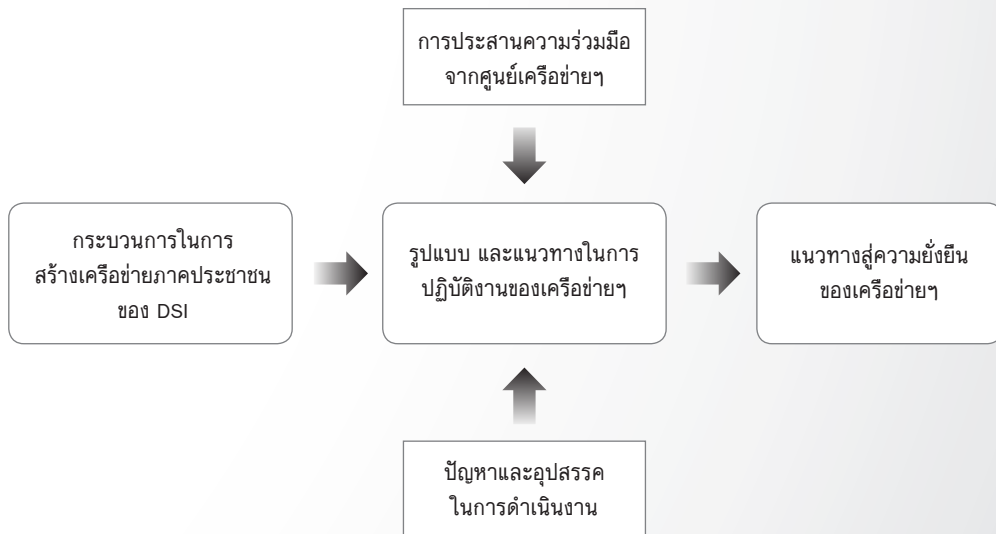 การประสานความร่วมมือ
จากศูนย์เครือข่ายฯ
กระบวนการในการ
สร้างเครือข่ายภาคประชาชน
ของ DSI
รูปแบบ และแนวทางในการ
ปฏิบัติงานของเครือข่ายฯ
แนวทางสู่ความยั่งยืน
ของเครือข่ายฯ
ปัญหาและอุปสรรค
ในการดำเนินงาน